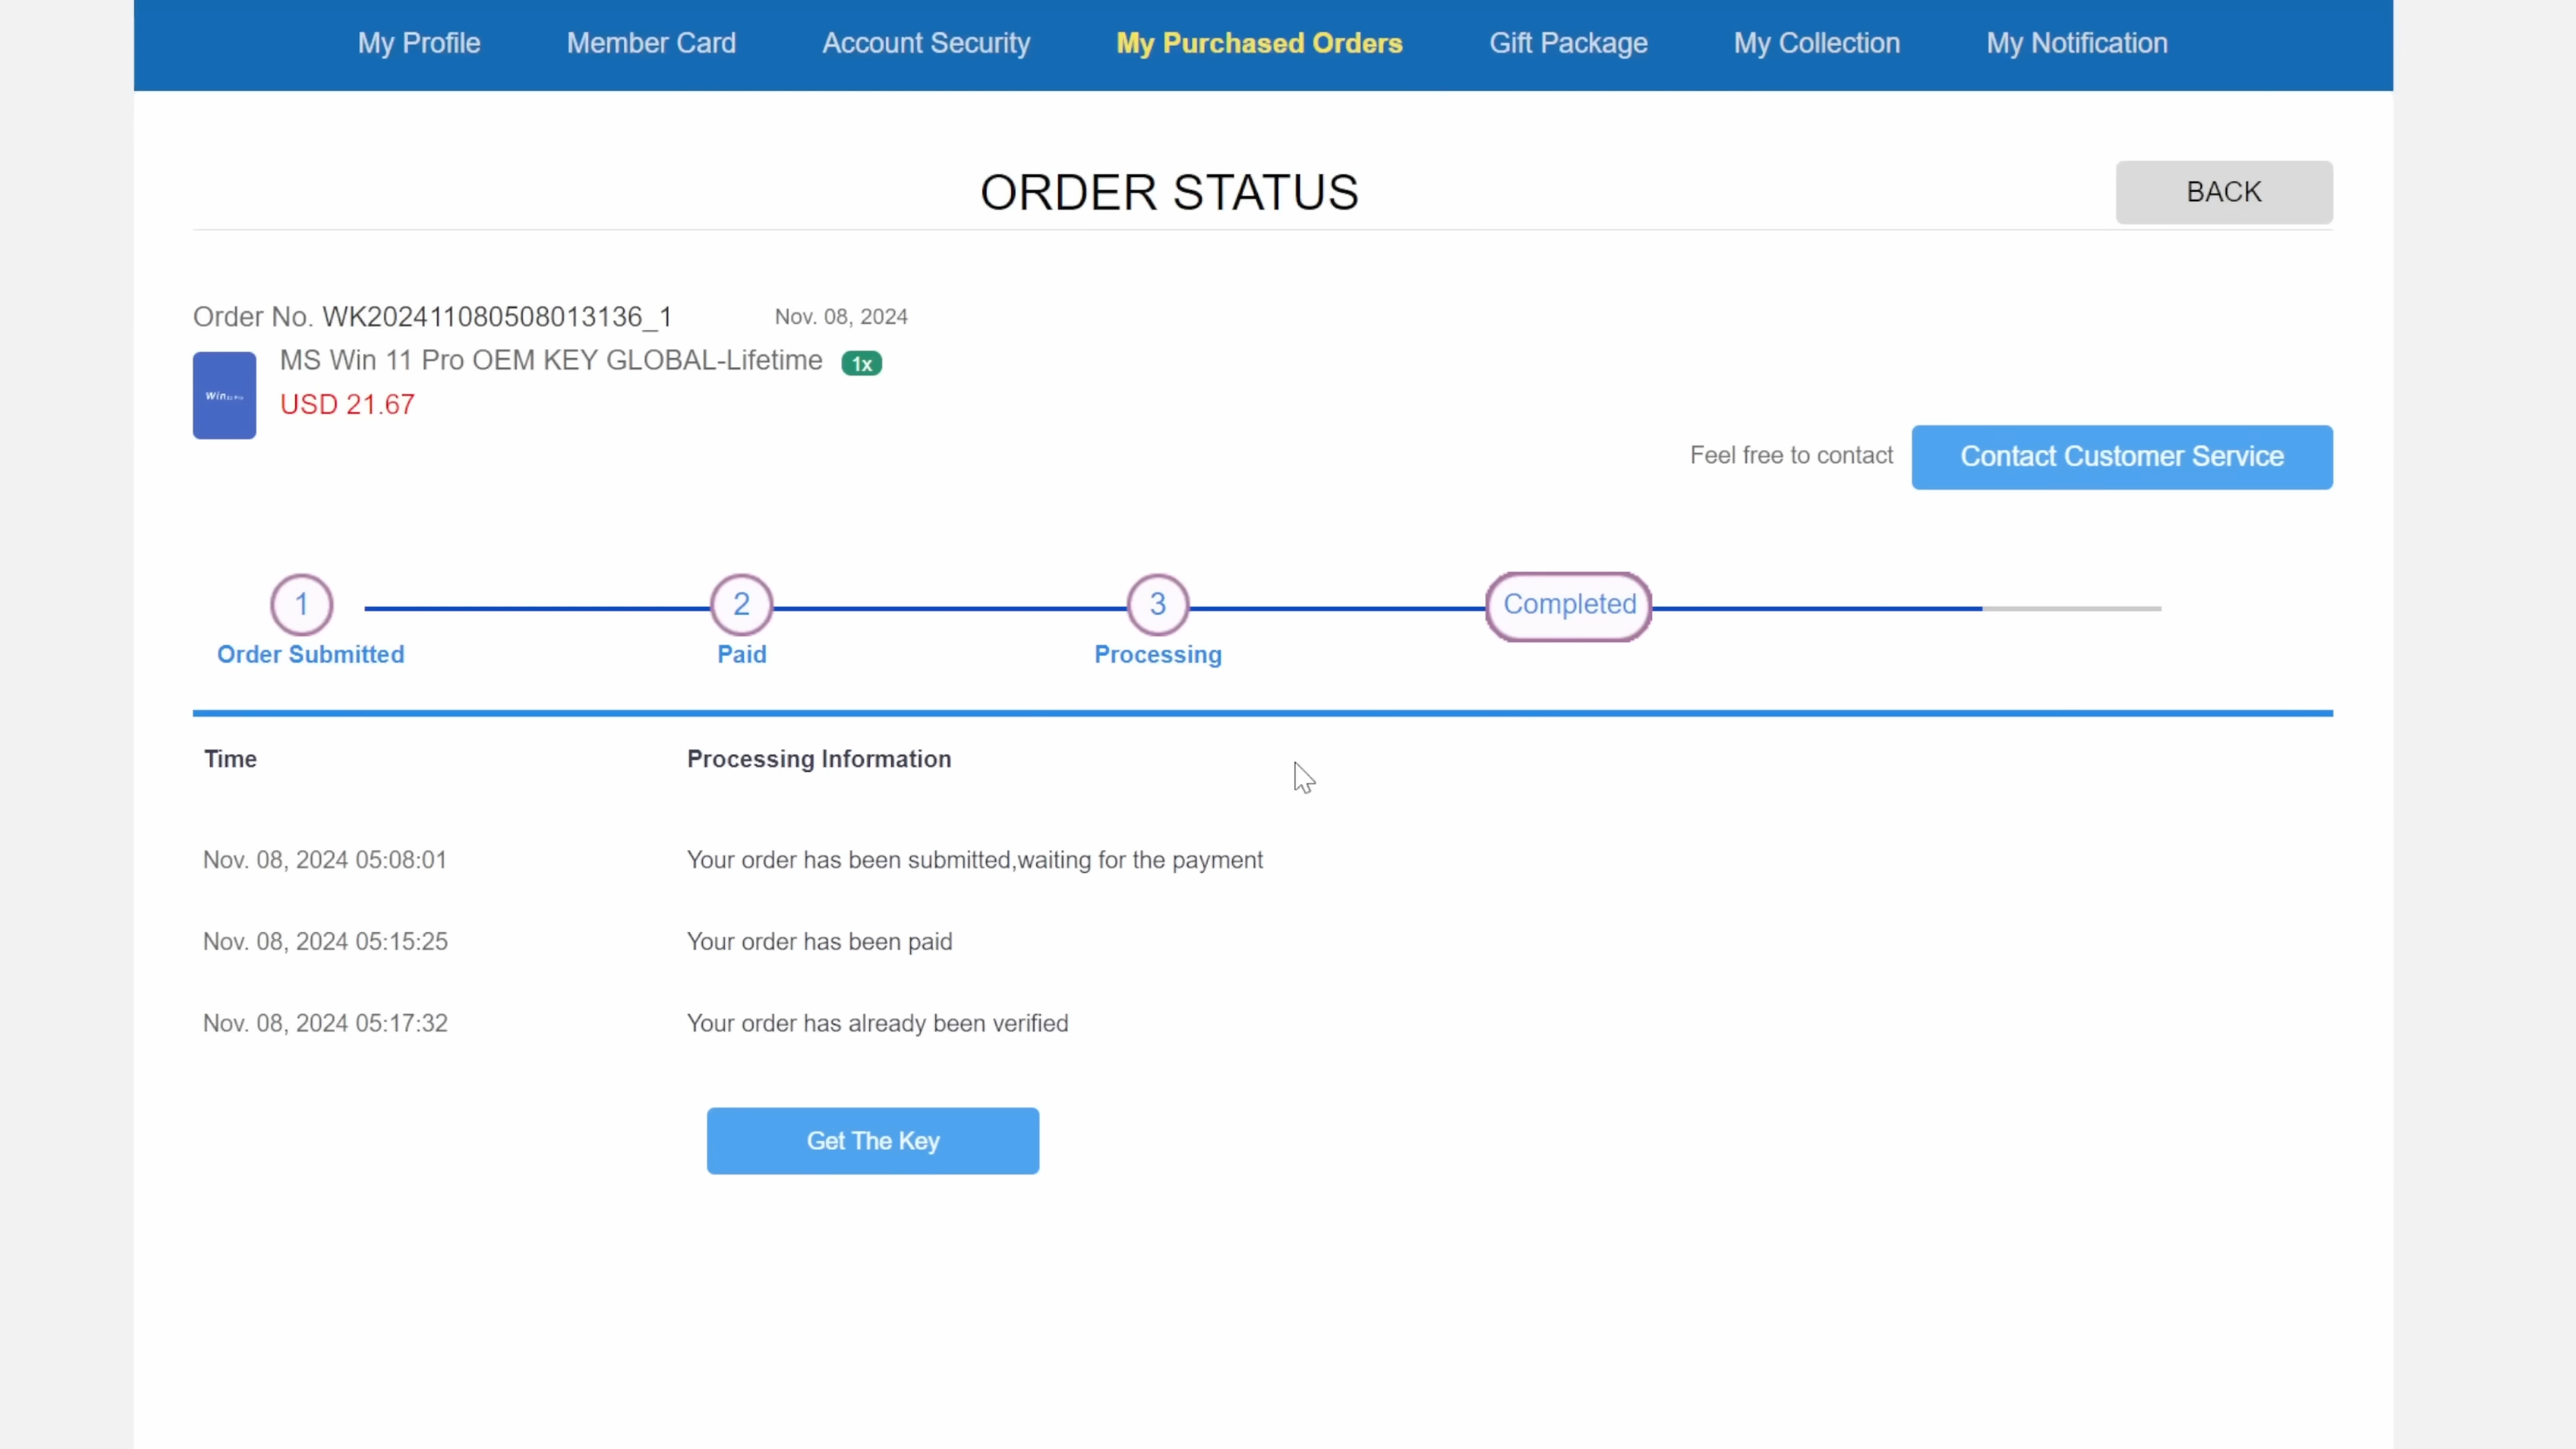 My Profile Member Card Account Security My Purchased Orders Gift Package My Collection My Notification
ORDER STATUS
BACK
Order No. WK202411080508013136_1 Nov. 08, 2024
MS Win 11 Pro OEM KEY GLOBAL-Lifetime 1x
Win
USD 21.67
Feel free to contact Contact Customer Service
1 2 3 Completed
Order Submitted Paid Processing
Time Processing Information
Nov. 08, 2024 05:08:01 Your order has been submitted,waiting for the payment
Nov. 08, 2024 05:15:25 Your order has been paid
Nov. 08, 2024 05:17:32 Your order has already been verified
Get The Key